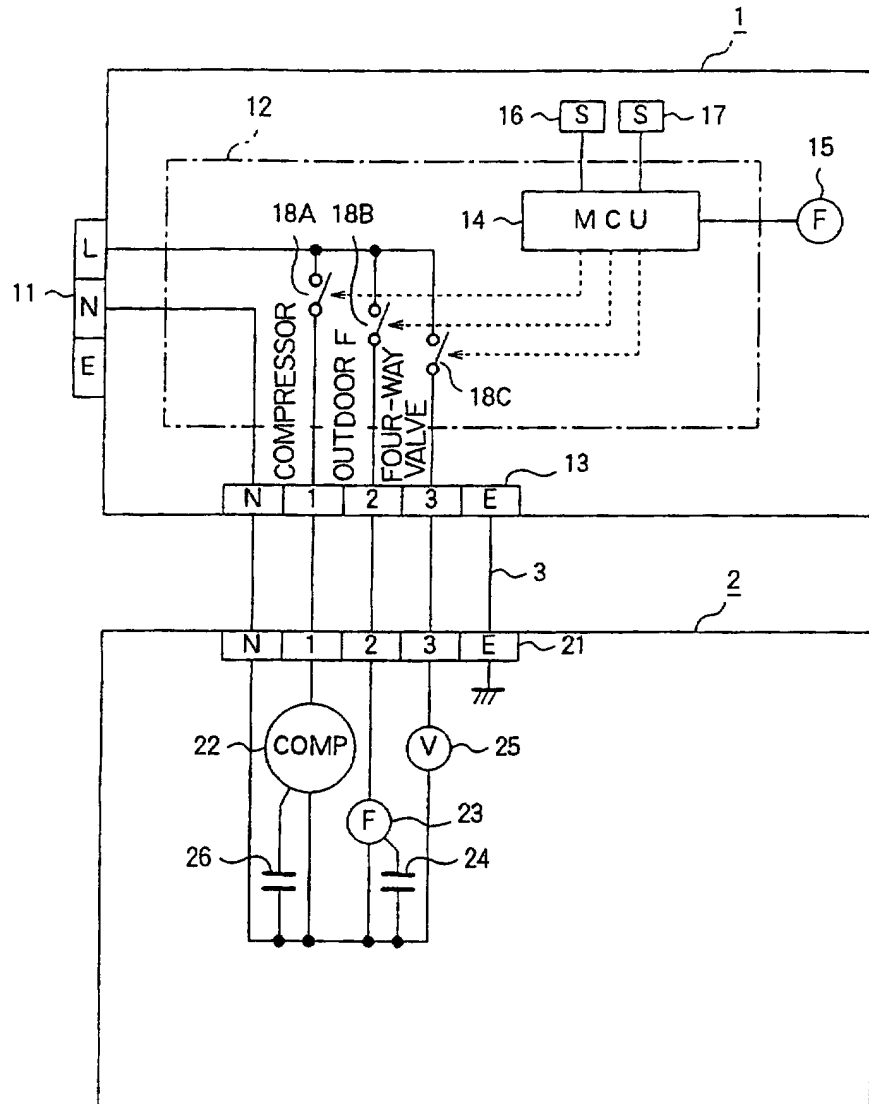 1
12
16 S S 17
15
18A 18B
14 MCU F
L
11 N
E
COMPRESSOR
OUTDOOR F
FOUR-WAY
VALVE
18C
13
N 1 2 3 E
3
2
N 1 2 3 E 21
22 COMP V 25
F 23
26 24